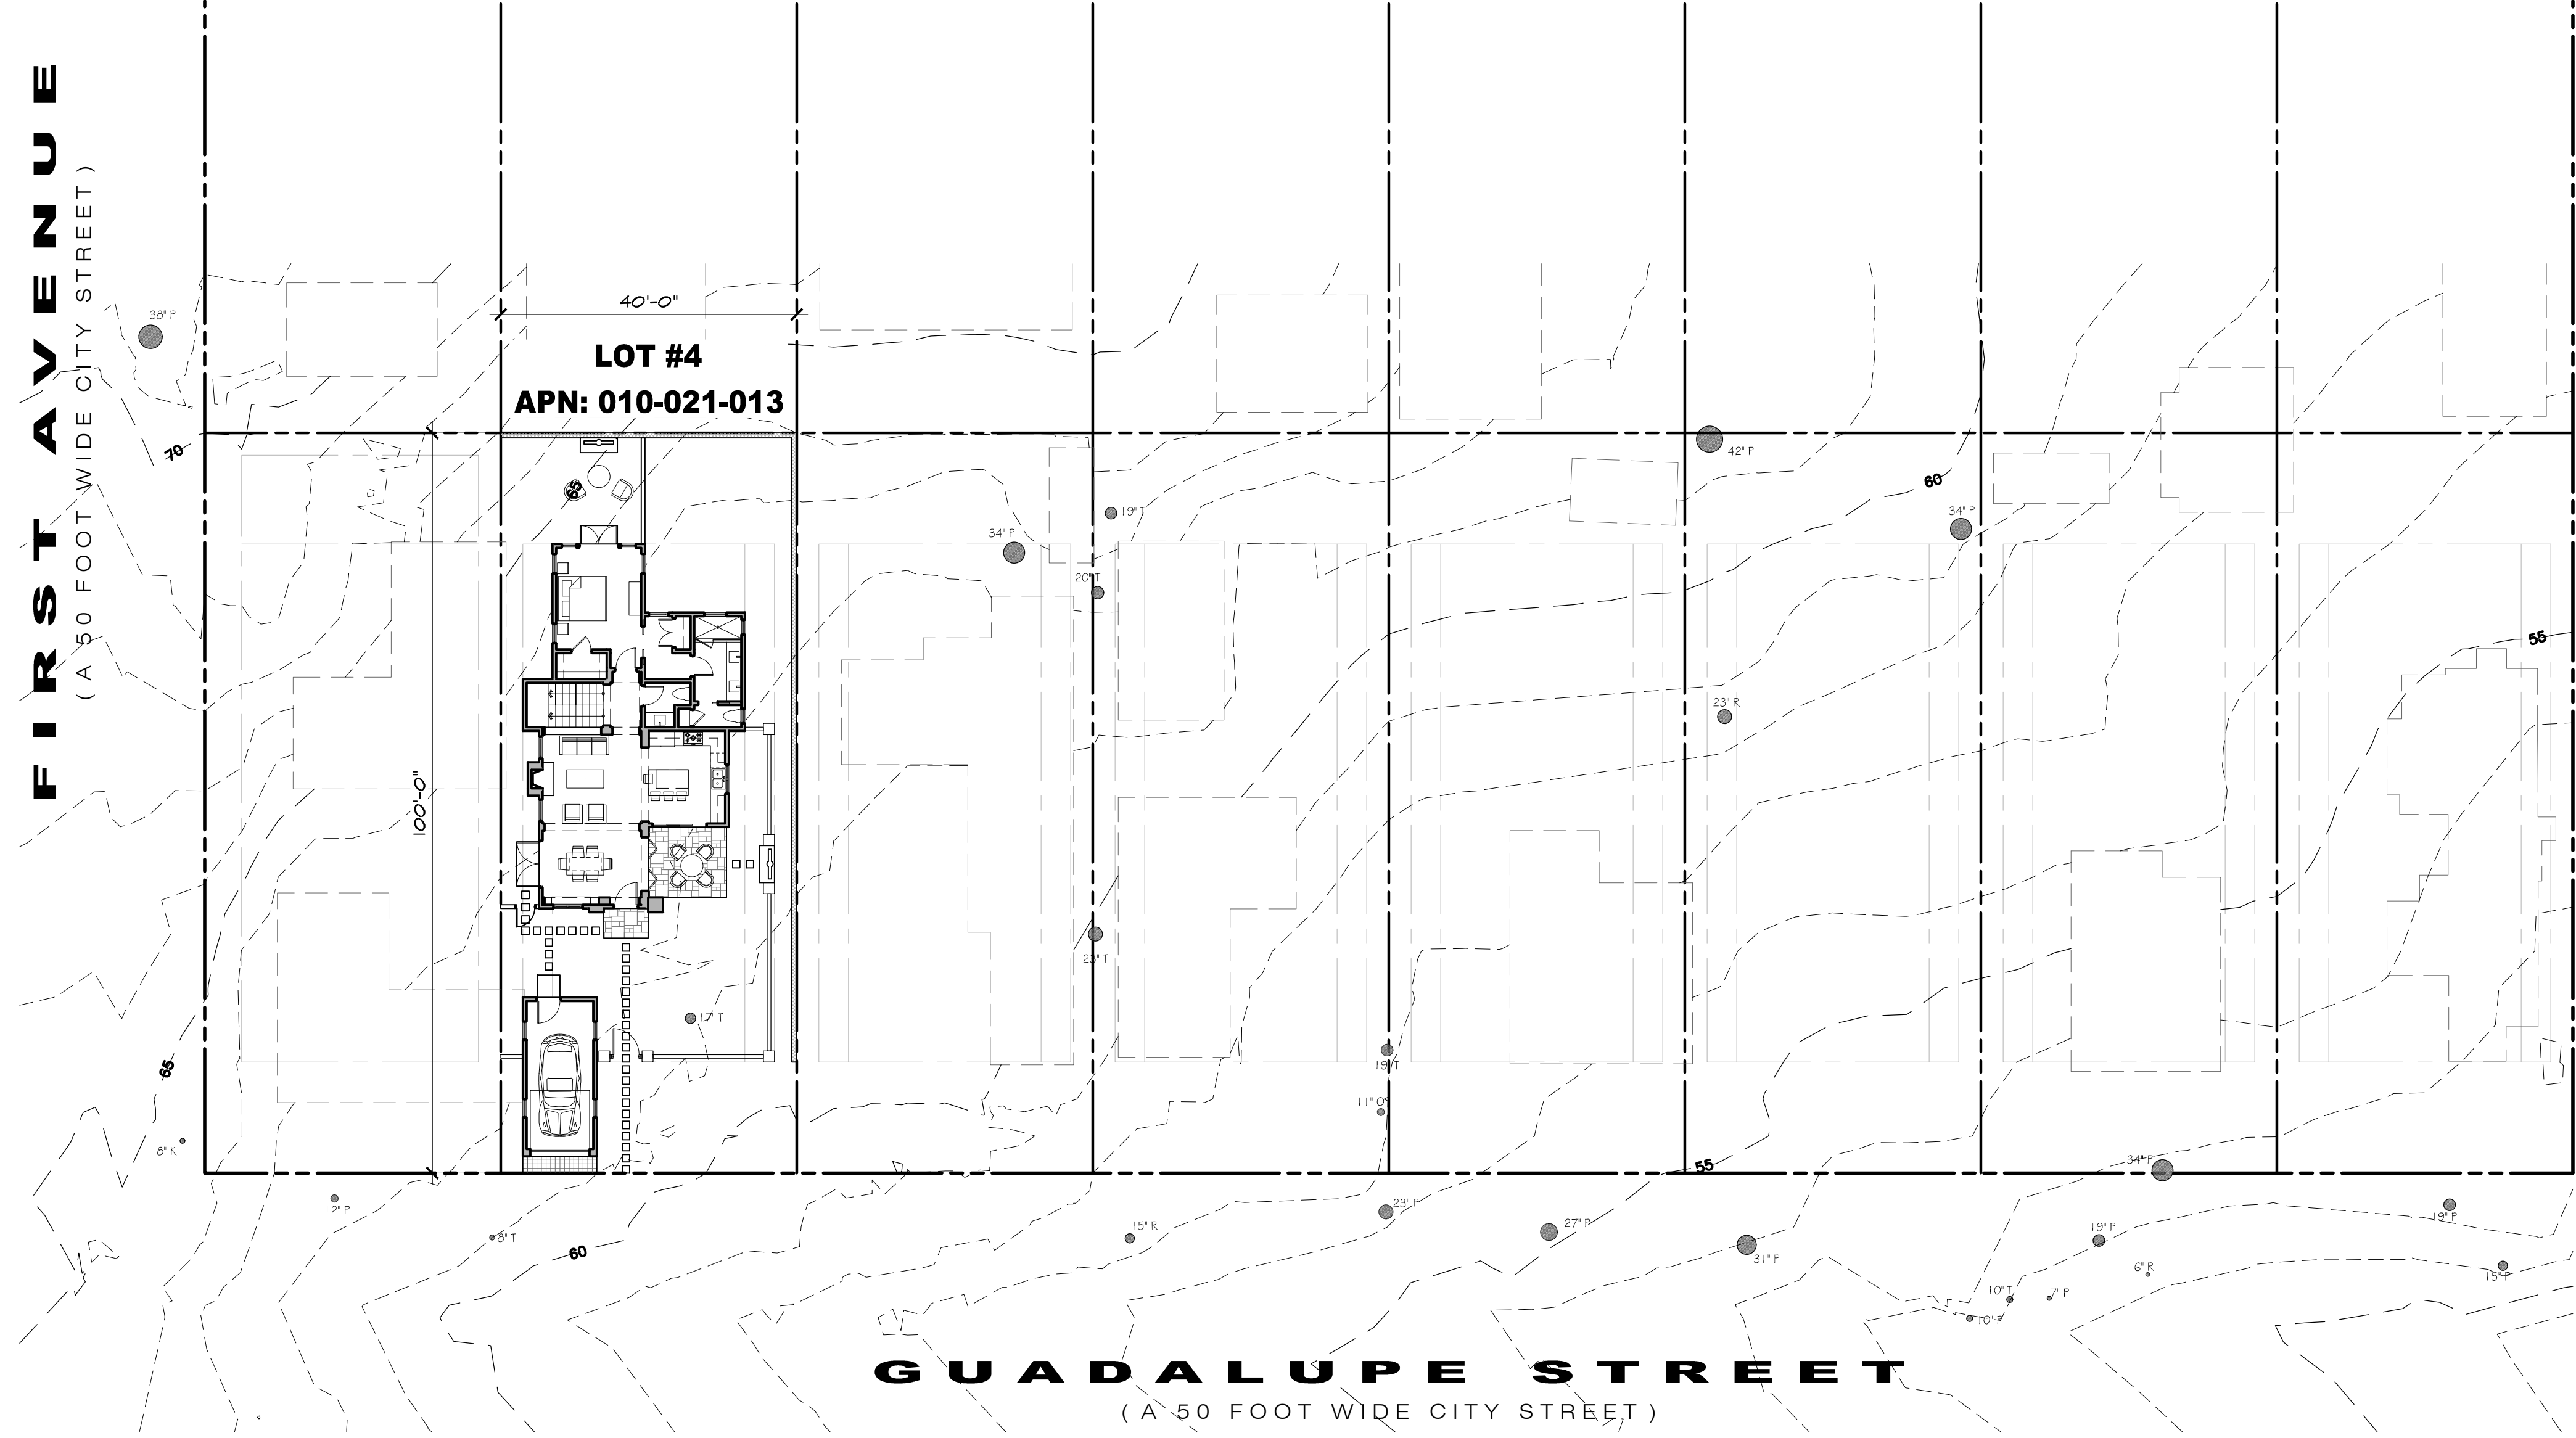 FIRST AVENUE
( A 50 FOOT WIDE CITY STREET )
38" P
40'-0"
LOT #4
APN: 010-021-013
70
42" P
60
65
19" T
34" P
34" P
20" T
55
23" R
100'-0"
23" T
17" T
19" T
65
11" O
8" K
34" P
55
12" P
23" P
19" P
15" R
27" P
19" P
8" T
60
31" P
6" R
15" P
10" T
7" P
10" P
GUADALUPE STREET
( A 50 FOOT WIDE CITY STREET )